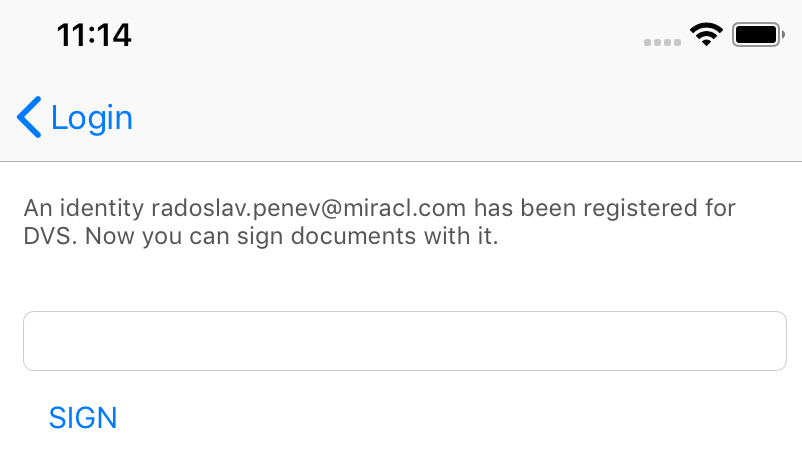 11:14
Login
An identity radoslav.penev@miracl.com has been registered for
DVS. Now you can sign documents with it.
SIGN